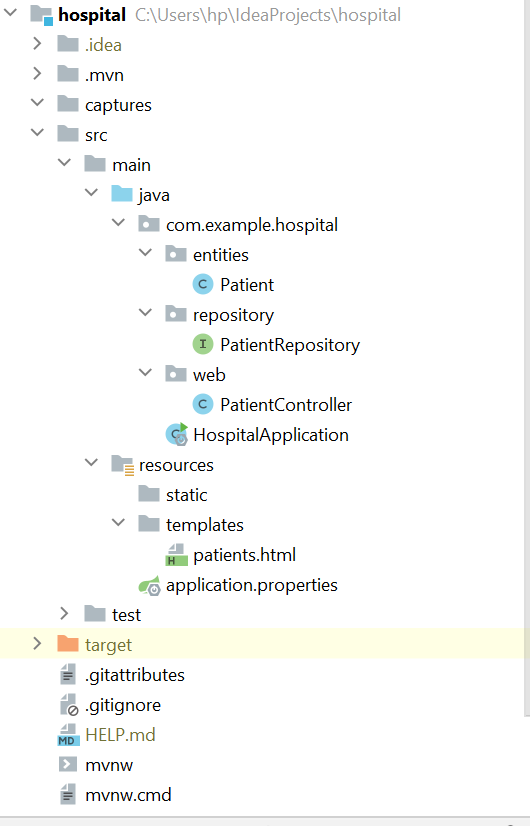 hospital C:\Users\hp\IdeaProjects\hospital
.idea
.mvn
captures
src
main
java
com.example.hospital
entities
C Patient
repository
I PatientRepository
web
C PatientController
C HospitalApplication
resources
static
templates
H patients.html
application.properties
test
target
.gitattributes
.gitignore
MD HELP.md
mvnw
mvnw.cmd